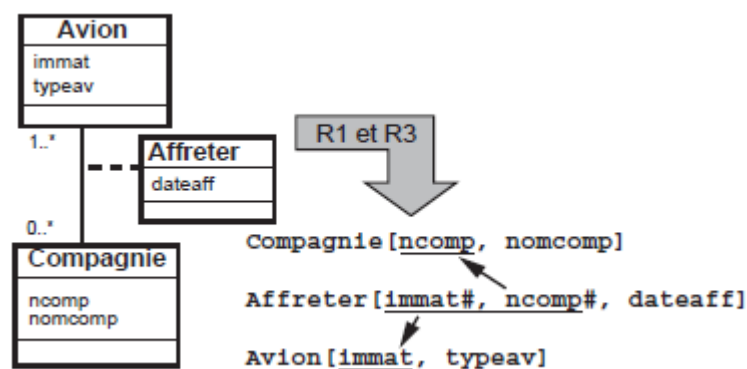 Avion
immat
typeav
1..*
Affreter
dateaff
R1 et R3
0..*
Compagnie
ncomp
nomcomp
Compagnie[ncomp, nomcomp]
Affreter[immat#, ncomp#, dateaff]
Avion[immat, typeav]